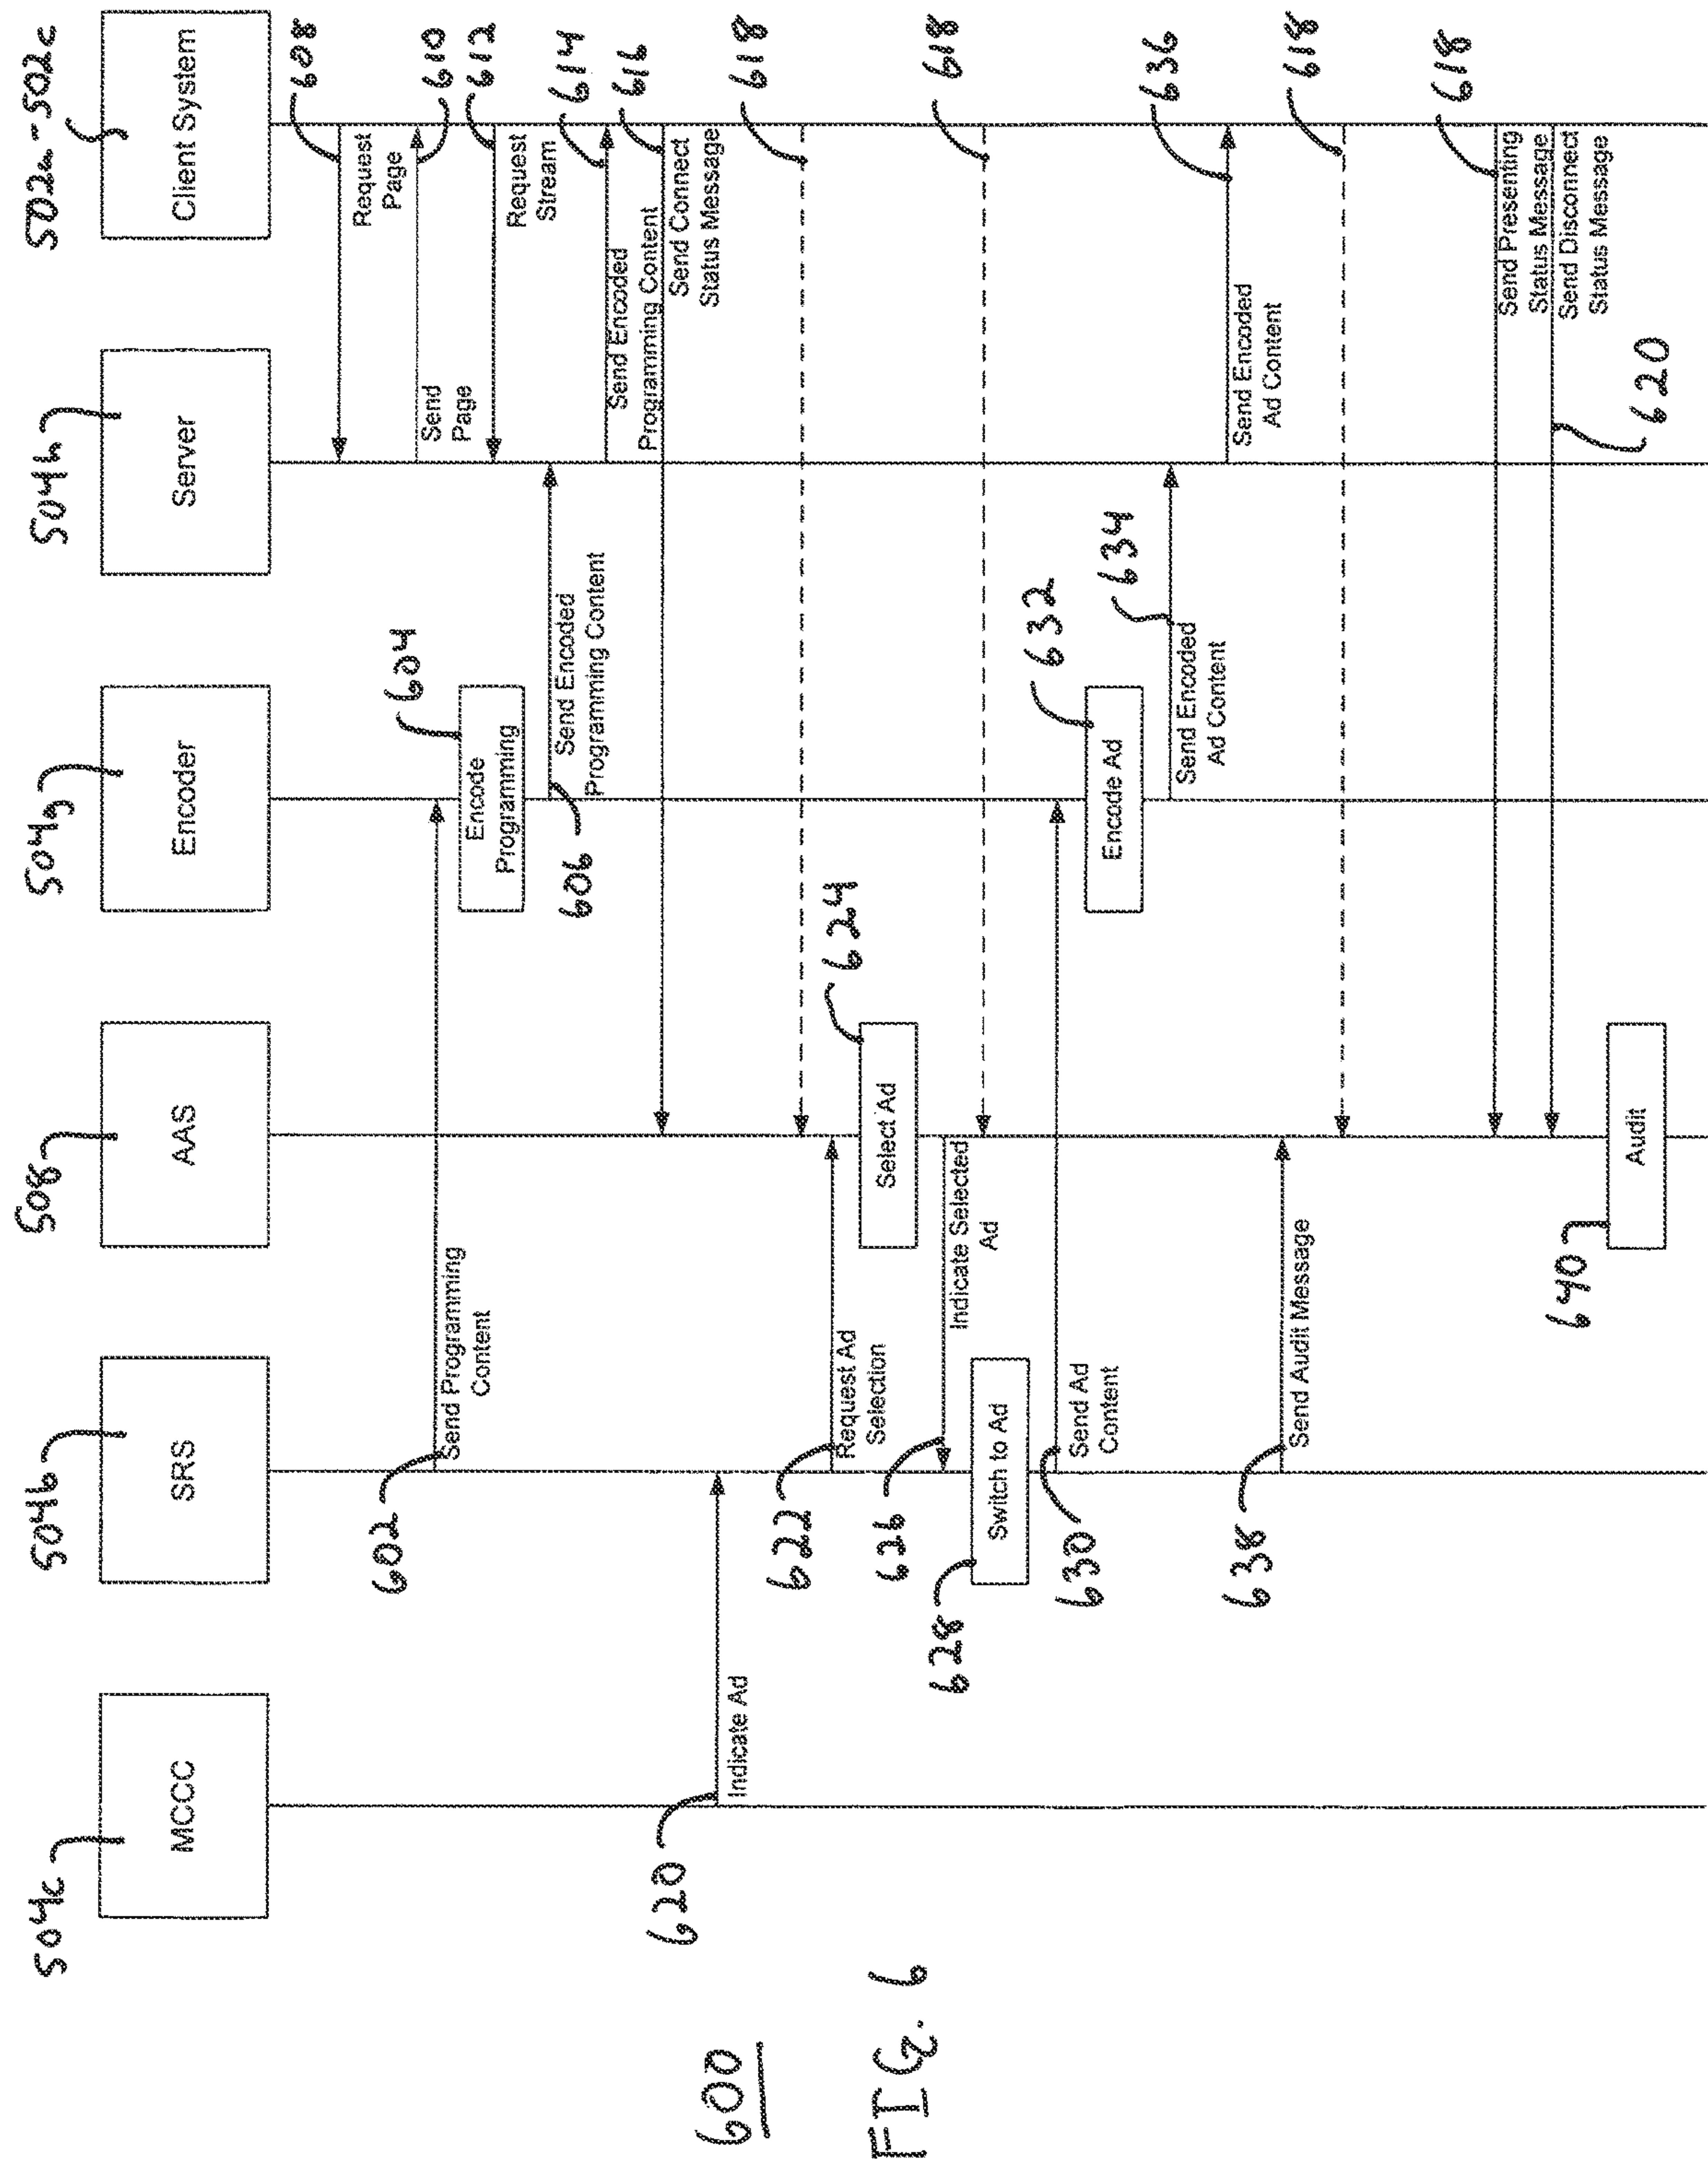 504c
504b
508
504g
504h
502a-502c
MCCC
SRS
AAS
Encoder
Server
Client System
608
Request
Page
610
Send
Page
602
Send Programming
Content
604
Encode
Programming
612
Request
Stream
606
Send Encoded
Programming Content
614
Send Encoded
Programming Content
616
Send Connect
Status Message
620
Indicate Ad
618
622
Request Ad
Selection
624
Select Ad
626
Indicate Selected
Ad
618
628
Switch to Ad
630
Send Ad
Content
632
Encode Ad
634
Send Encoded
Ad Content
636
Send Encoded
Ad Content
638
Send Audit Message
618
618
Send Presenting
Status Message
620
Send Disconnect
Status Message
640
Audit
600
FIG. 6